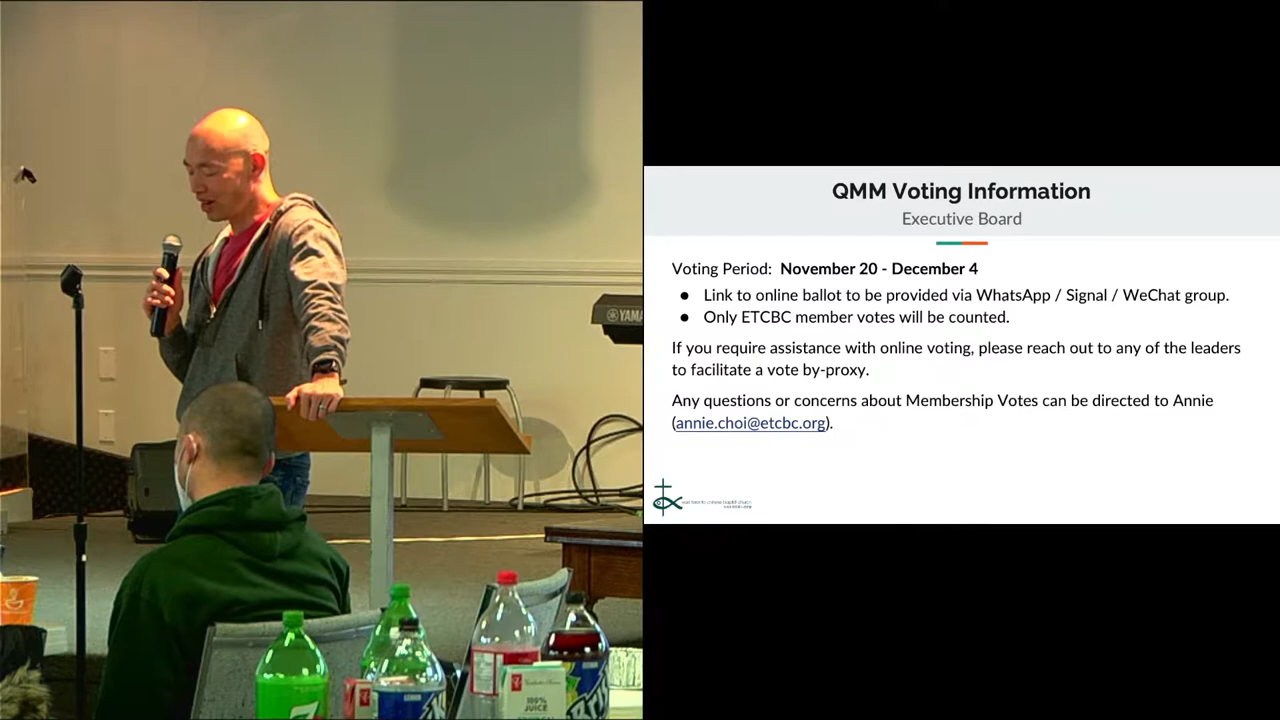 QMM Voting Information
Executive Board
Voting Period: November 20 - December 4
● Link to online ballot to be provided via WhatsApp / Signal / WeChat group.
● Only ETCBC member votes will be counted.
If you require assistance with online voting, please reach out to any of the leaders
to facilitate a vote by-proxy.
Any questions or concerns about Membership Votes can be directed to Annie
(annie.choi@etcbc.org).
YAMA
100%
JUICE
7